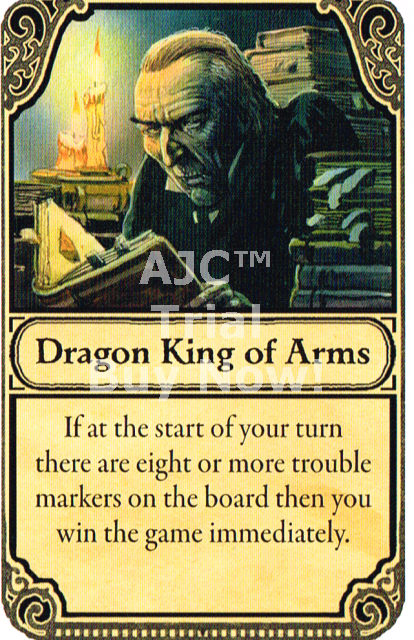 AJC™
Trial
Dragon King of Arms
Buy Now!
If at the start of your turn
there are eight or more trouble
markers on the board then you
win the game immediately.